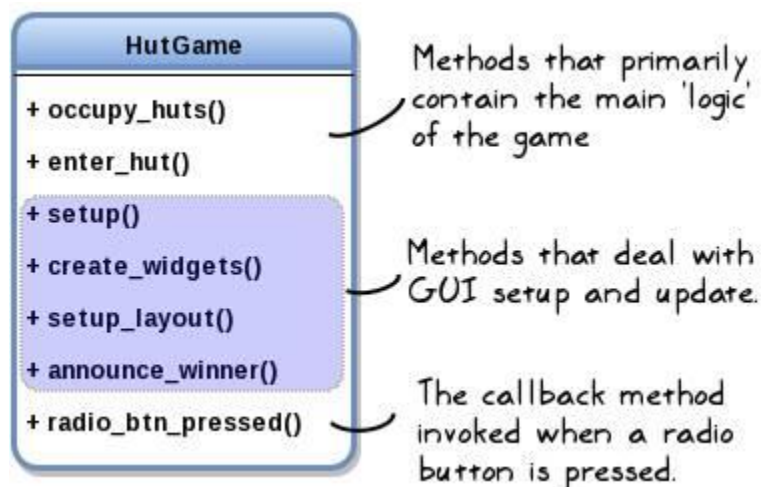 HutGame
+ occupy_huts()
+ enter_hut()
+ setup()
+ create_widgets()
+ setup_layout()
+ announce_winner()
+ radio_btn_pressed()
Methods that primarily
contain the main 'logic'
of the game
Methods that deal with
GUI setup and update.
The callback method
invoked when a radio
button is pressed.